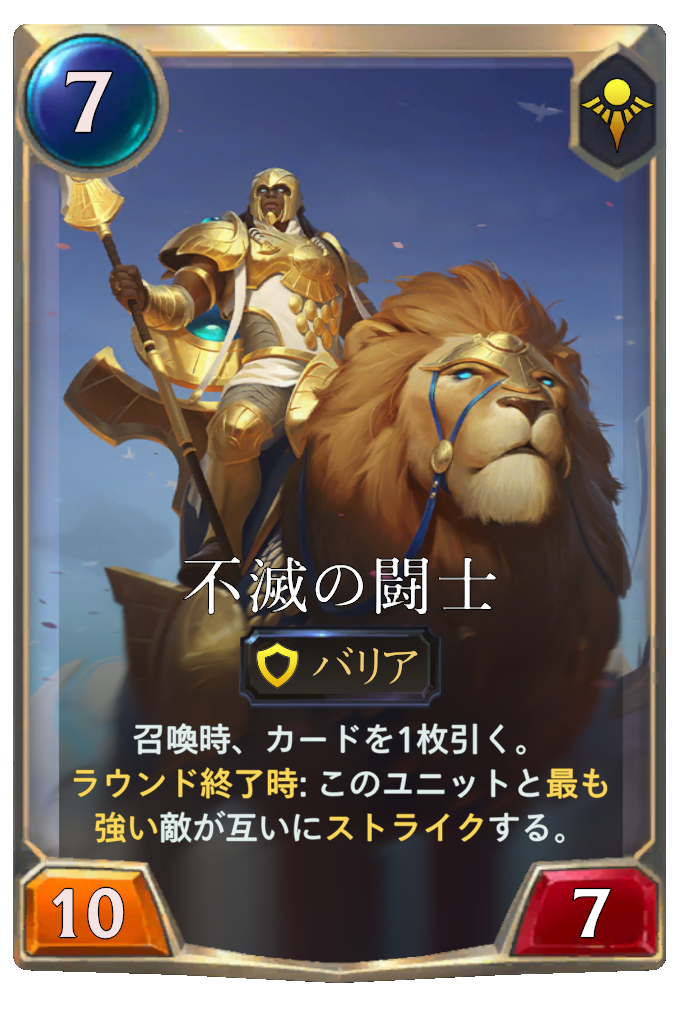 7
不滅の闘士
バリア
召喚時、カードを1枚引く。
ラウンド終了時: このユニットと最も
強い敵が互いにストライクする。
10
7